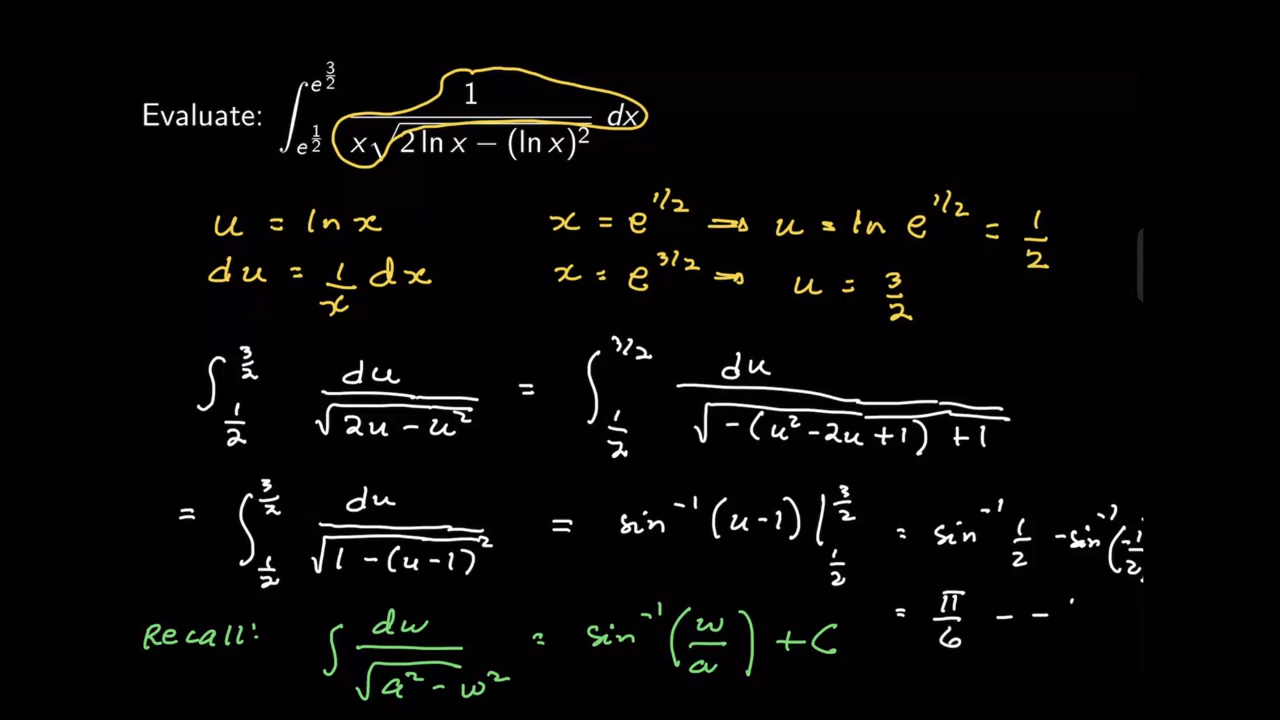 Evaluate: ∫_{e^{1/2}}^{e^{3/2}} 1/(x√(2 ln x − (ln x)²)) dx
u = ln x    x = e^{1/2} ⟹ u = ln e^{1/2} = 1/2
du = 1/x dx    x = e^{3/2} ⟹ u = 3/2
∫_{1/2}^{3/2} du/√(2u − u²) = ∫_{1/2}^{3/2} du/√(−(u² − 2u + 1) + 1)
= ∫_{1/2}^{3/2} du/√(1 − (u−1)²) = sin⁻¹(u−1) |_{1/2}^{3/2} = sin⁻¹ 1/2 − sin⁻¹(−1/2
= π/6 − −
Recall: ∫ dw/√(a² − w²) = sin⁻¹(w/a) + C